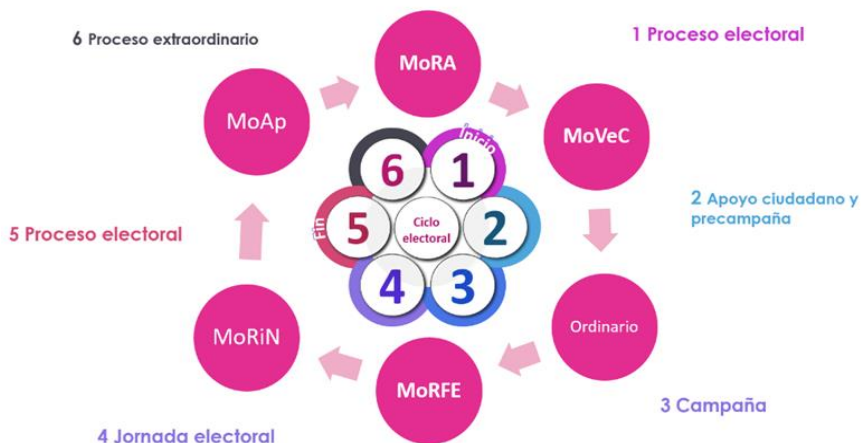 6 Proceso extraordinario
MoRA
1 Proceso electoral
MoAp
MoVeC
Inicio
6
1
2 Apoyo ciudadano y
precampaña
5 Proceso electoral
Fin
5
Ciclo
electoral
2
4
3
MoRiN
Ordinario
MoRFE
3 Campaña
4 Jornada electoral